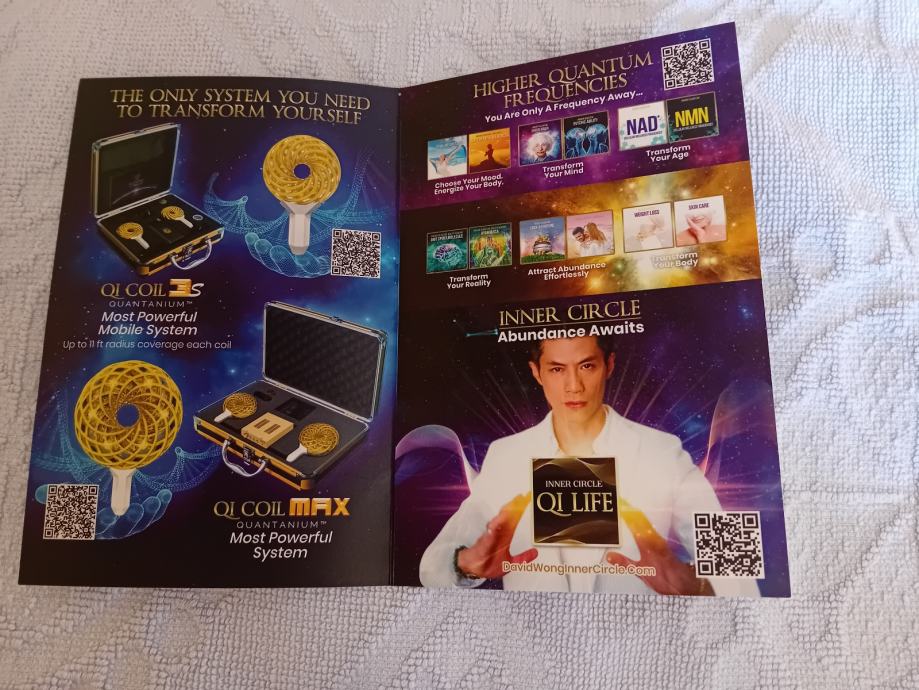 THE ONLY SYSTEM YOU NEED
TO TRANSFORM YOURSELF
QI COIL 3S
QUANTANIUM™
Most Powerful
Mobile System
Up to 11 ft radius coverage each coil
QI COIL MAX
QUANTANIUM™
Most Powerful
System
HIGHER QUANTUM
FREQUENCIES
You Are Only A Frequency Away...
Choose Your Mood.
Energize Your Body.
PSYCHIC ABILITY
Transform
Your Mind
NAD+
NMN
Transform
Your Age
Transform
Your Reality
Attract Abundance
Effortlessly
WEIGHT LOSS
SKIN CARE
Transform
Your Body
INNER CIRCLE
Abundance Awaits
INNER CIRCLE
QI LIFE
DavidWongInnerCircle.Com